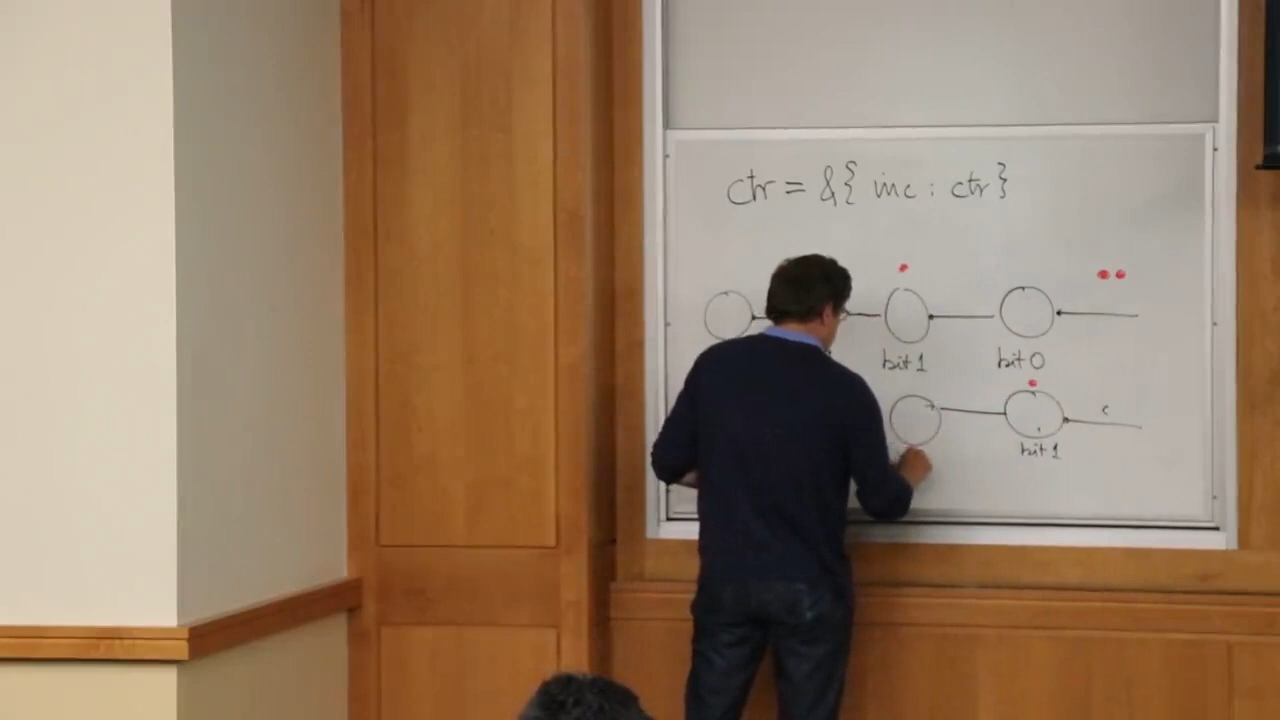 ctr = &{ inc : ctr }
bit 1 bit 0
c
bit 1